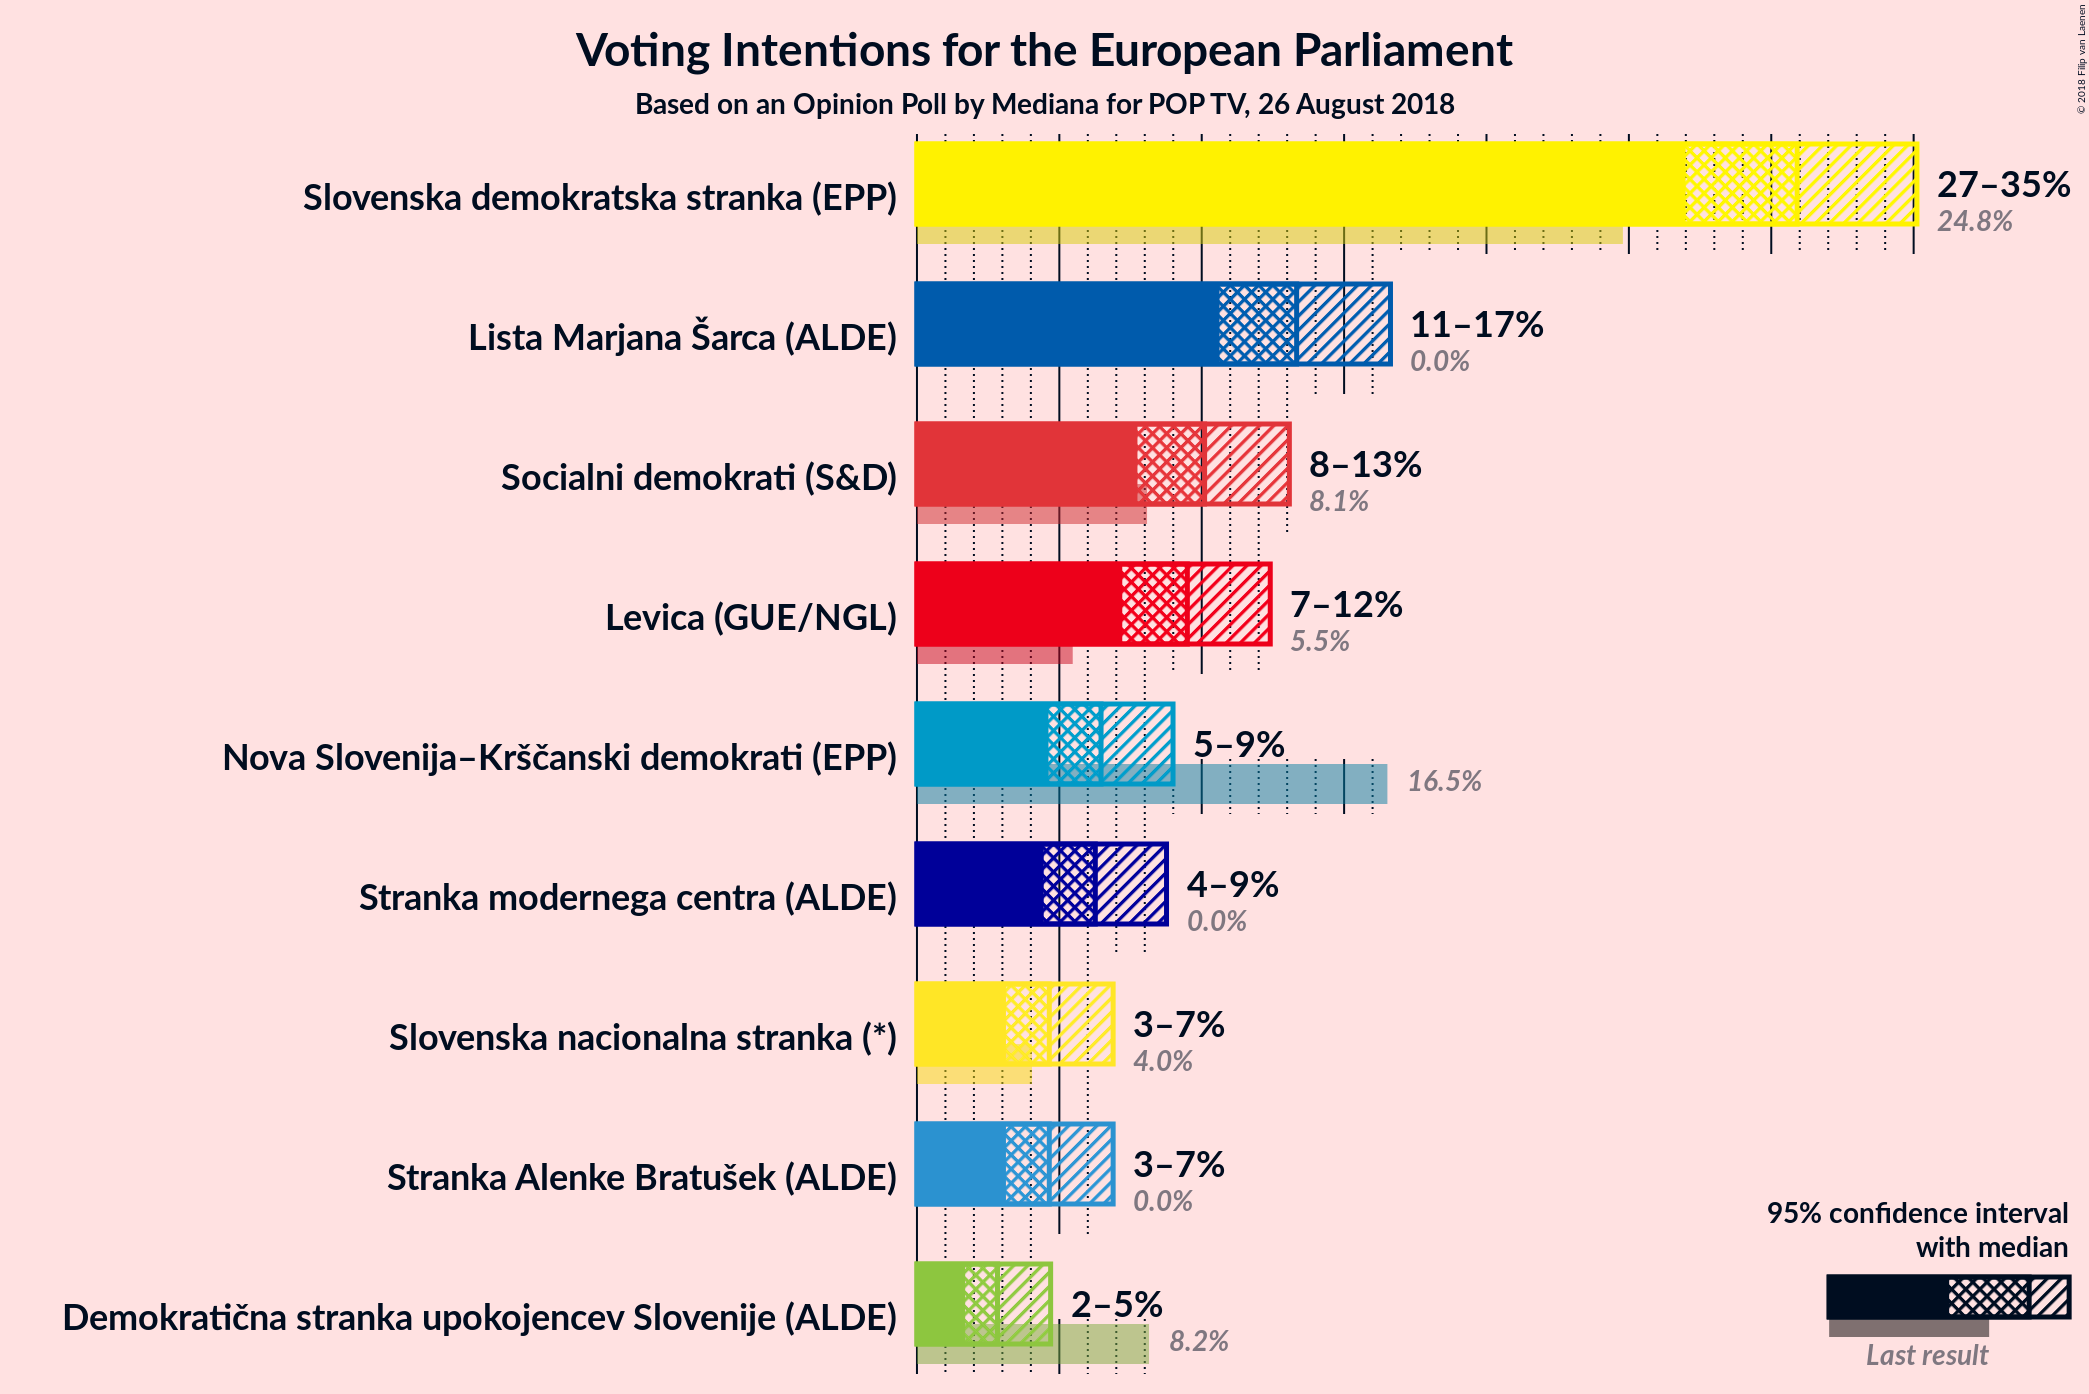 Voting Intentions for the European Parliament
Based on an Opinion Poll by Mediana for POP TV, 26 August 2018
© 2018 Filip van Laenen
Slovenska demokratska stranka (EPP)
27–35%
24.8%
Lista Marjana Šarca (ALDE)
11–17%
0.0%
Socialni demokrati (S&D)
8–13%
8.1%
Levica (GUE/NGL)
7–12%
5.5%
Nova Slovenija–Krščanski demokrati (EPP)
5–9%
16.5%
Stranka modernega centra (ALDE)
4–9%
0.0%
Slovenska nacionalna stranka (*)
3–7%
4.0%
Stranka Alenke Bratušek (ALDE)
3–7%
0.0%
Demokratična stranka upokojencev Slovenije (ALDE)
2–5%
8.2%
95% confidence interval
with median
Last result